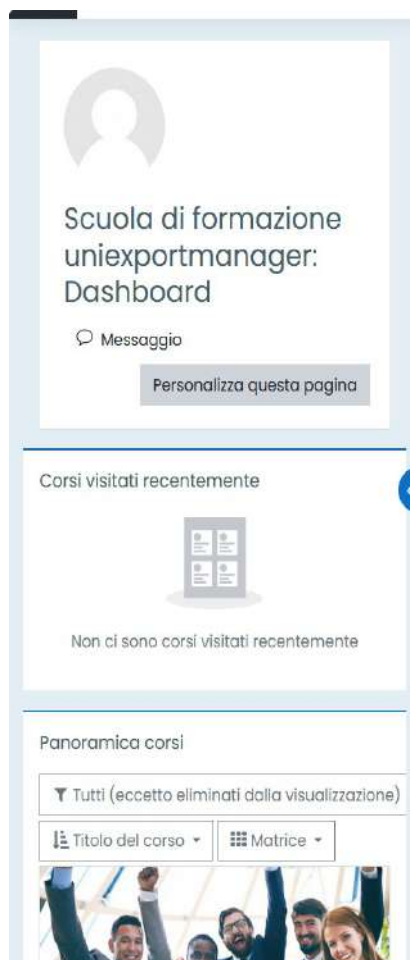 Scuola di formazione
uniexportmanager:
Dashboard
Messaggio
Personalizza questa pagina
Corsi visitati recentemente
Non ci sono corsi visitati recentemente
Panoramica corsi
Tutti (eccetto eliminati dalla visualizzazione)
Titolo del corso
Matrice